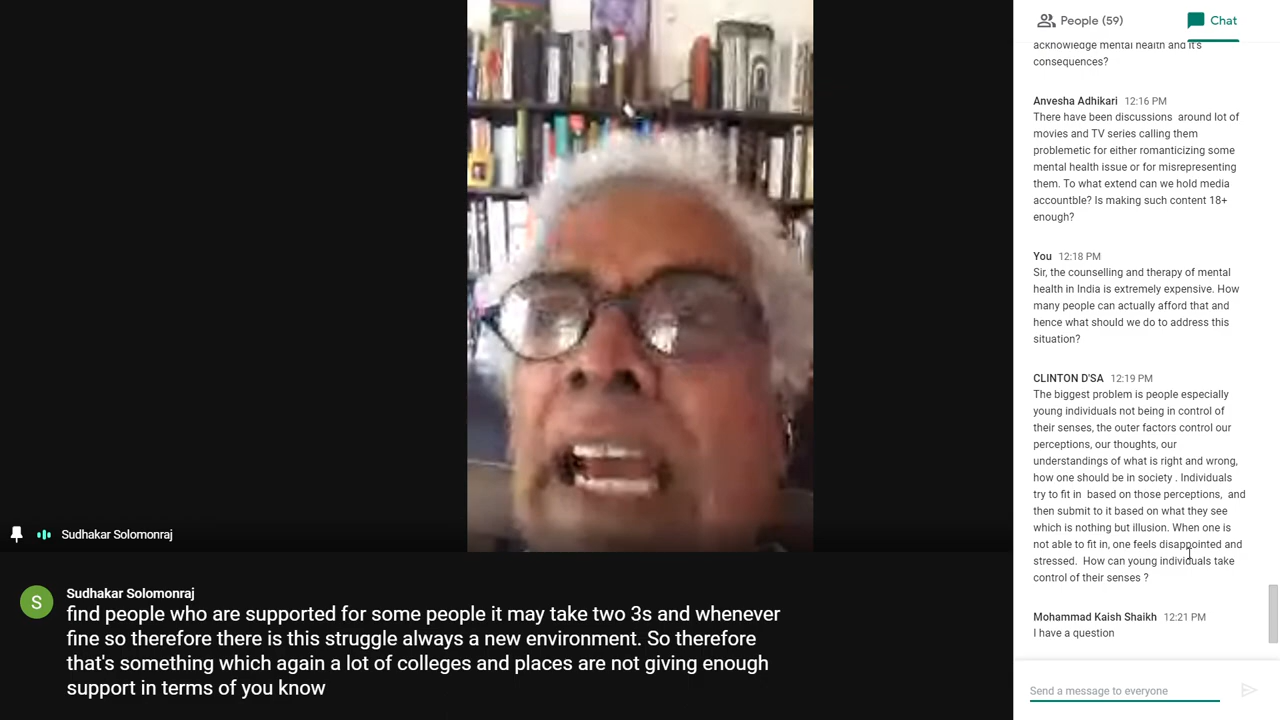 People (59)
Chat
acknowledge mental health and it's
consequences?
Anvesha Adhikari 12:16 PM
There have been discussions around lot of
movies and TV series calling them
problemetic for either romanticizing some
mental health issue or for misrepresenting
them. To what extend can we hold media
accountble? Is making such content 18+
enough?
You 12:18 PM
Sir, the counselling and therapy of mental
health in India is extremely expensive. How
many people can actually afford that and
hence what should we do to address this
situation?
CLINTON D'SA 12:19 PM
The biggest problem is people especially
young individuals not being in control of
their senses, the outer factors control our
perceptions, our thoughts, our
understandings of what is right and wrong,
how one should be in society . Individuals
try to fit in based on those perceptions, and
then submit to it based on what they see
which is nothing but illusion. When one is
not able to fit in, one feels disappointed and
stressed. How can young individuals take
control of their senses ?
Mohammad Kaish Shaikh 12:21 PM
I have a question
Send a message to everyone
Sudhakar Solomonraj
S
Sudhakar Solomonraj
find people who are supported for some people it may take two 3s and whenever
fine so therefore there is this struggle always a new environment. So therefore
that's something which again a lot of colleges and places are not giving enough
support in terms of you know